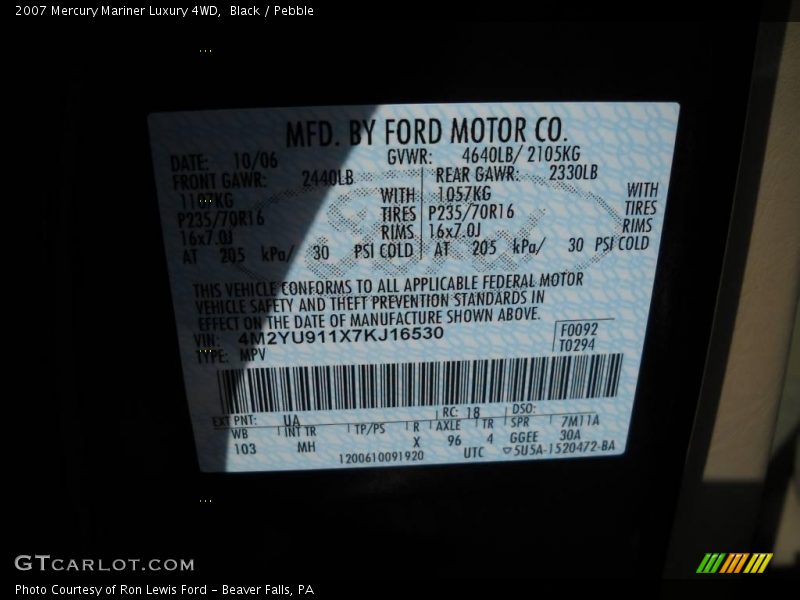 2007 Mercury Mariner Luxury 4WD, Black / Pebble
MFD. BY FORD MOTOR CO.
DATE: 10/06 GVWR: 4640LB/ 2105KG
FRONT GAWR: 2440LB REAR GAWR: 2330LB
1107KG WITH 1057KG WITH
P235/70R16 TIRES P235/70R16 TIRES
16x7.0J RIMS 16x7.0J RIMS
AT 205 kPa/ 30 PSI COLD AT 205 kPa/ 30 PSI COLD
THIS VEHICLE CONFORMS TO ALL APPLICABLE FEDERAL MOTOR
VEHICLE SAFETY AND THEFT PREVENTION STANDARDS IN
EFFECT ON THE DATE OF MANUFACTURE SHOWN ABOVE.
VIN: 4M2YU911X7KJ16530 F0092
TYPE: MPV T0294
EXT PNT: UA RC: 18 DSO:
WB INT TR TP/PS R AXLE TR SPR 7M11A
103 MH X 96 4 GGEE 30A
1200610091920 UTC ▽5U5A-1520472-BA
GTCARLOT.COM
Photo Courtesy of Ron Lewis Ford - Beaver Falls, PA